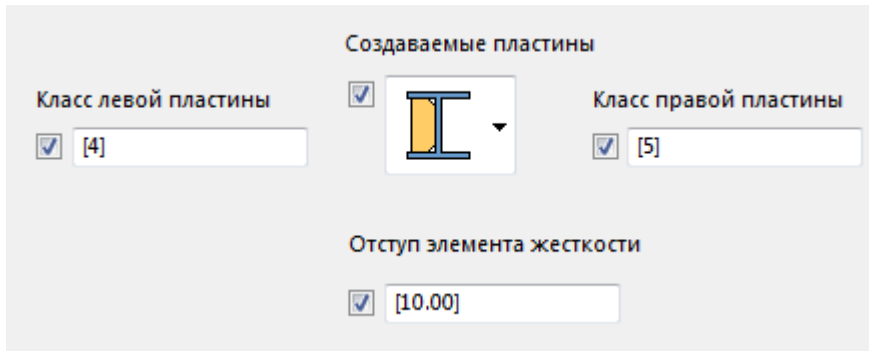 Создаваемые пластины
Класс левой пластины
Класс правой пластины
[4]
[5]
Отступ элемента жесткости
[10.00]